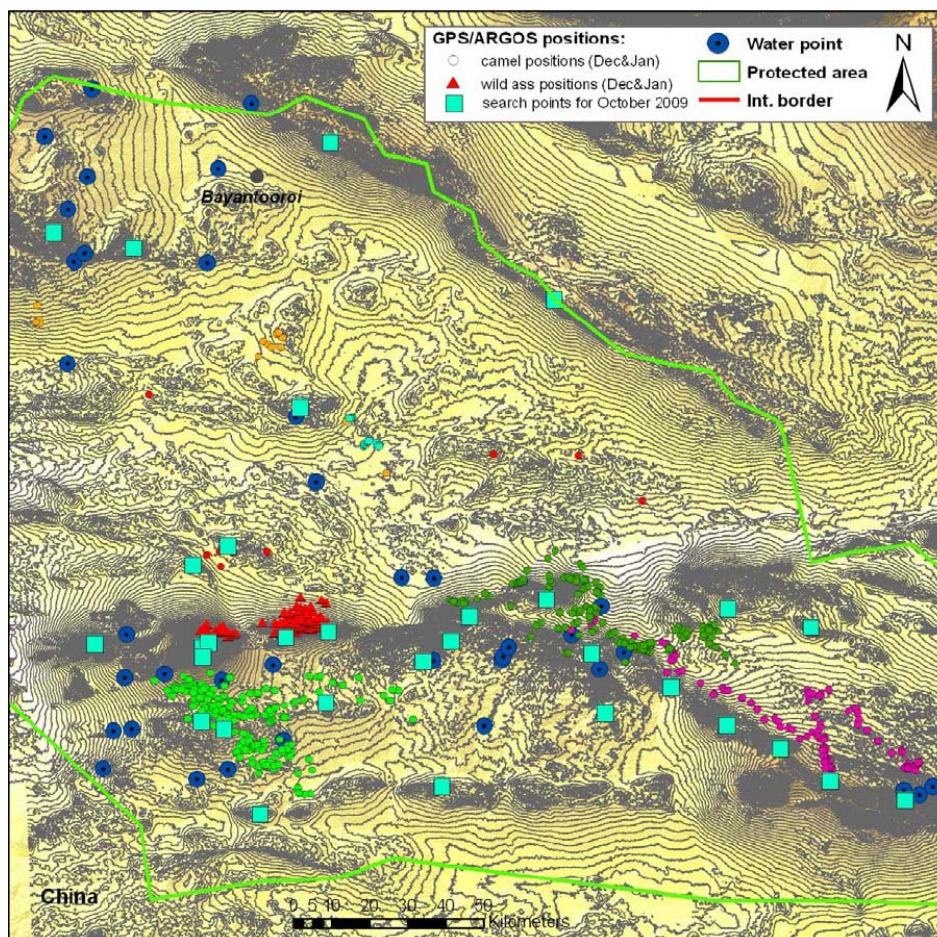 GPS/ARGOS positions:
camel positions (Dec&Jan)
wild ass positions (Dec&Jan)
search points for October 2009
Water point
Protected area
Int. border
N
Bayantooroi
China
0 5 10 20 30 40 50
Kilometers